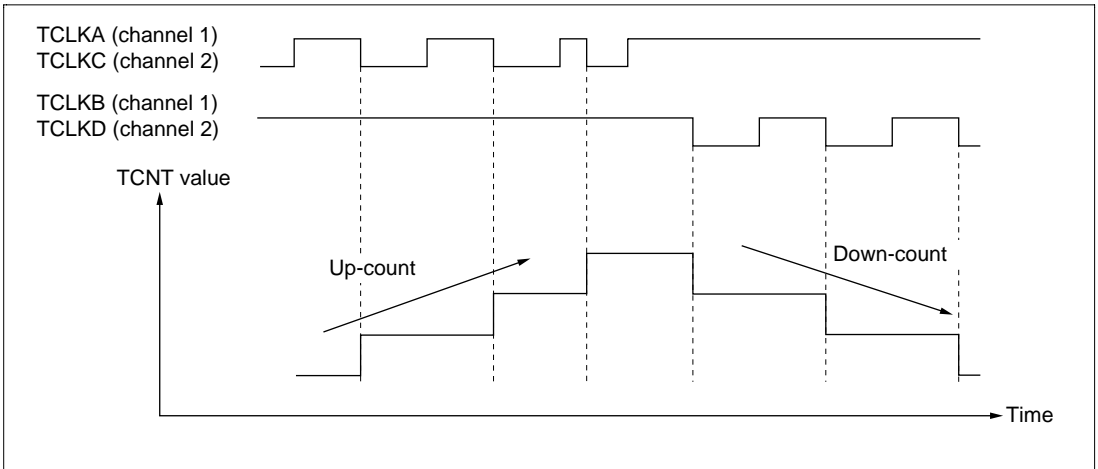 TCLKA (channel 1)
TCLKC (channel 2)
TCLKB (channel 1)
TCLKD (channel 2)
TCNT value
Up-count
Down-count
Time